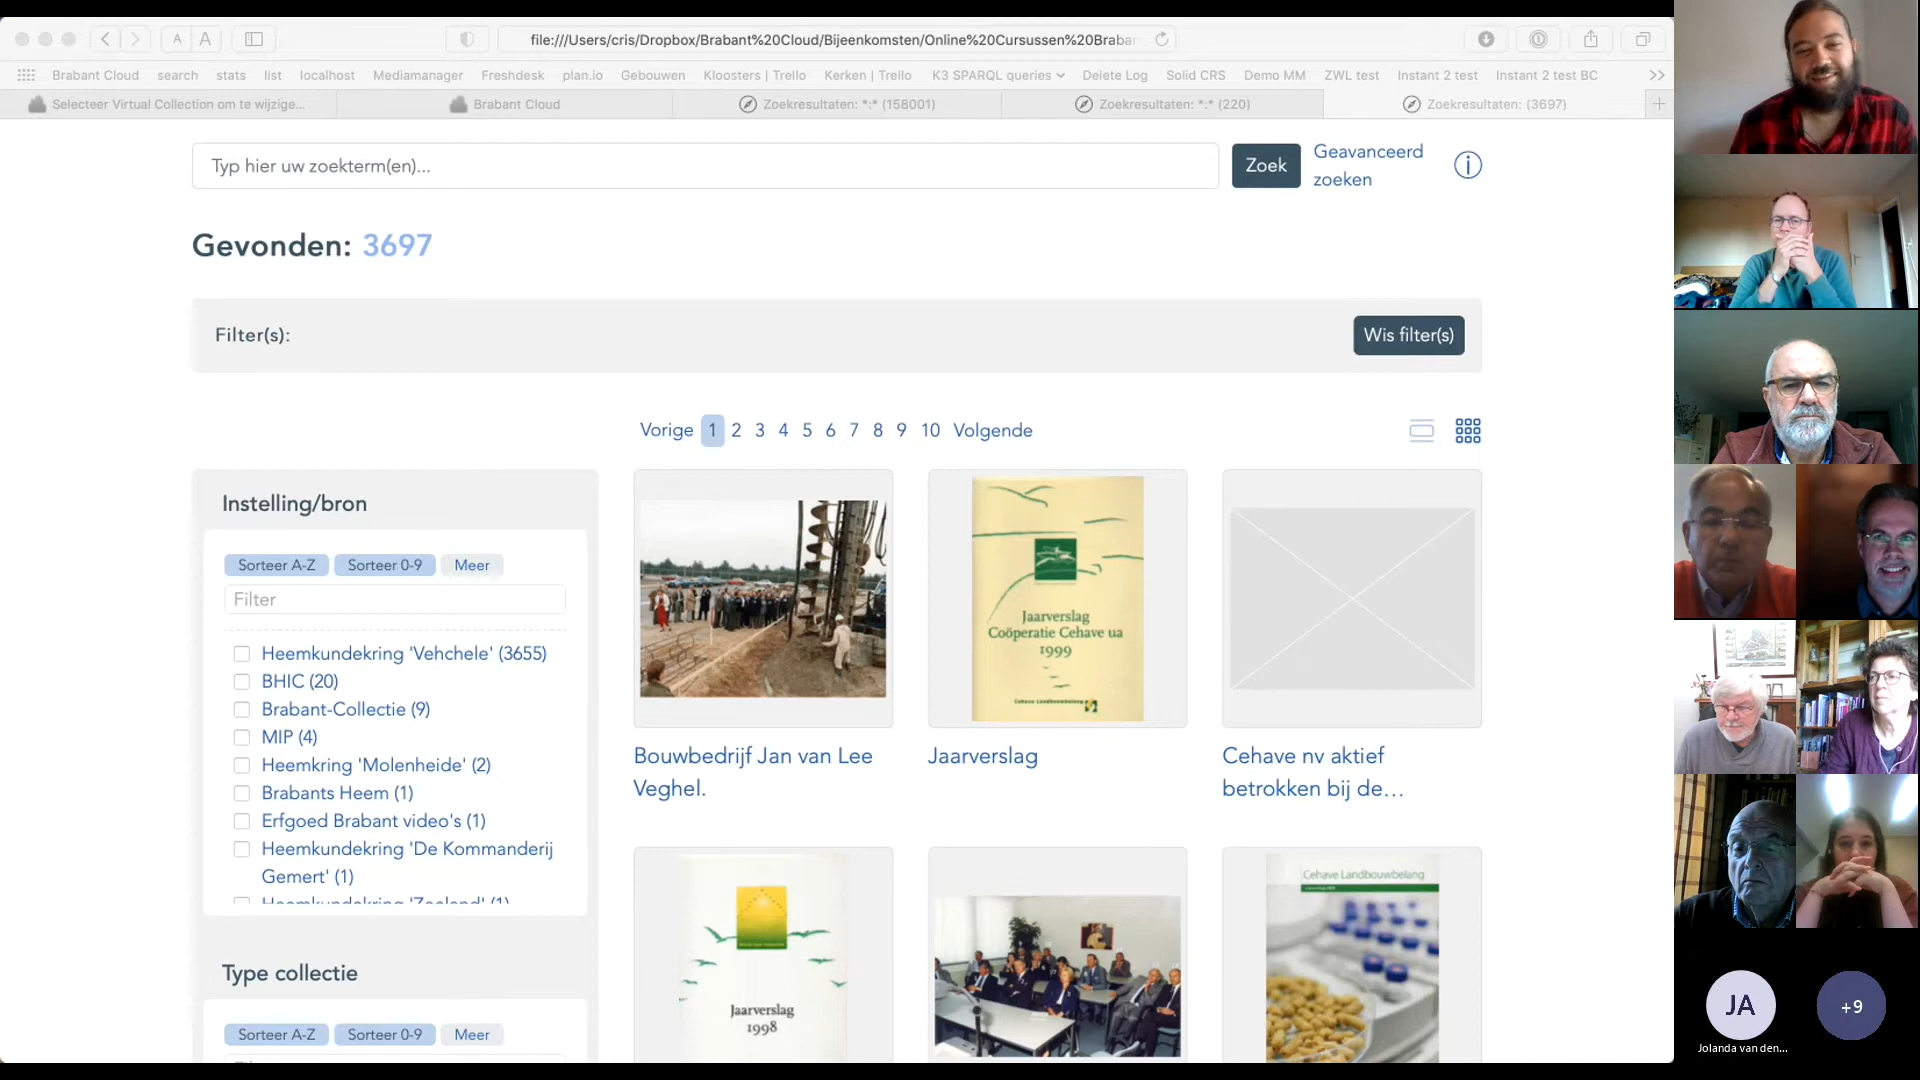 file:///Users/cris/Dropbox/Brabant%20Cloud/Bijeenkomsten/Online%20Cursussen%20Braba
Brabant Cloud search stats list localhost Mediamanager Freshdesk plan.io Gebouwen Kloosters | Trello Kerken | Trello K3 SPARQL queries Delete Log Solid CRS Demo MM ZWL test Instant 2 test Instant 2 test BC
Selecteer Virtual Collection om te wijzige... Brabant Cloud Zoekresultaten: *:* (158001) Zoekresultaten: *:* (220) Zoekresultaten: (3697)
Typ hier uw zoekterm(en)... Zoek Geavanceerd
zoeken
Gevonden: 3697
Filter(s): Wis filter(s)
Vorige 1 2 3 4 5 6 7 8 9 10 Volgende
Instelling/bron
Sorteer A-Z Sorteer 0-9 Meer
Filter
Heemkundekring 'Vehchele' (3655)
BHIC (20)
Brabant-Collectie (9)
MIP (4)
Heemkring 'Molenheide' (2)
Brabants Heem (1)
Erfgoed Brabant video's (1)
Heemkundekring 'De Kommanderij
Gemert' (1)
Heemkundekring 'Zeeland' (1)
Type collectie
Sorteer A-Z Sorteer 0-9 Meer
Jaarverslag
Coöperatie Cehave ua
1999
Cehave Landbouwbelang
Bouwbedrijf Jan van Lee
Veghel.
Jaarverslag
Cehave nv aktief
betrokken bij de...
Jaarverslag
1998
Cehave Landbouwbelang
JA
Jolanda van den...
+9